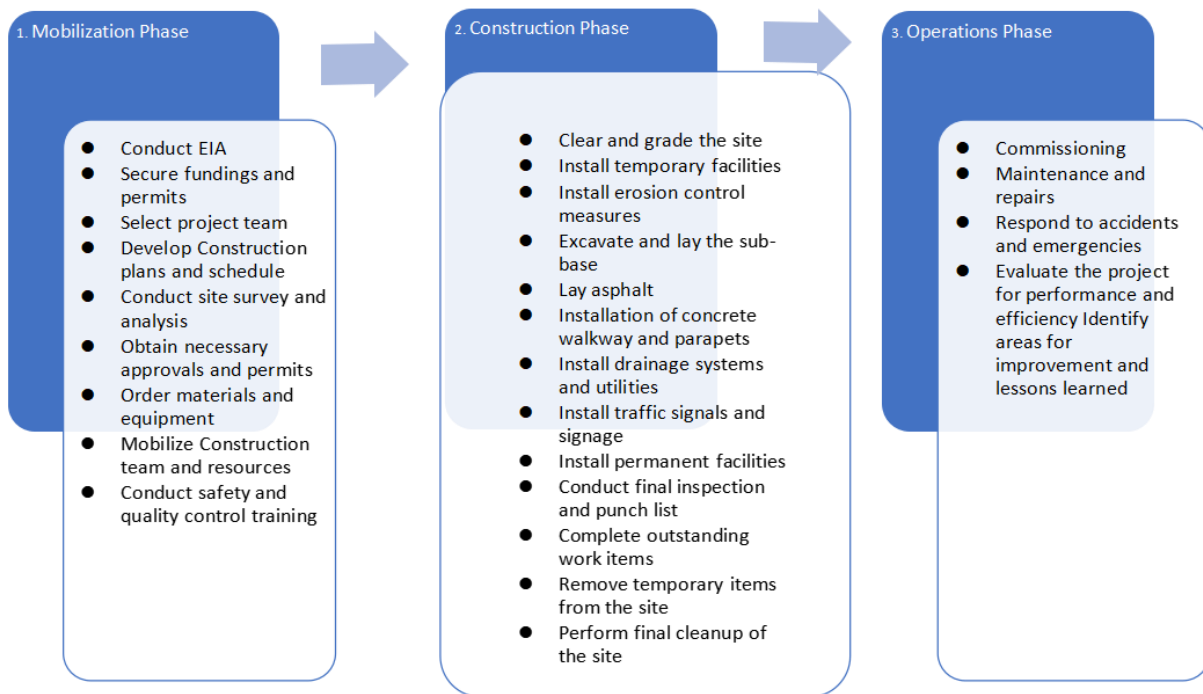 1. Mobilization Phase
● Conduct EIA
● Secure fundings and
permits
● Select project team
● Develop Construction
plans and schedule
● Conduct site survey and
analysis
● Obtain necessary
approvals and permits
● Order materials and
equipment
● Mobilize Construction
team and resources
● Conduct safety and
quality control training
2. Construction Phase
● Clear and grade the site
● Install temporary facilities
● Install erosion control
measures
● Excavate and lay the sub-
base
● Lay asphalt
● Installation of concrete
walkway and parapets
● Install drainage systems
and utilities
● Install traffic signals and
signage
● Install permanent facilities
● Conduct final inspection
and punch list
● Complete outstanding
work items
● Remove temporary items
from the site
● Perform final cleanup of
the site
3. Operations Phase
● Commissioning
● Maintenance and
repairs
● Respond to accidents
and emergencies
● Evaluate the project
for performance and
efficiency Identify
areas for
improvement and
lessons learned